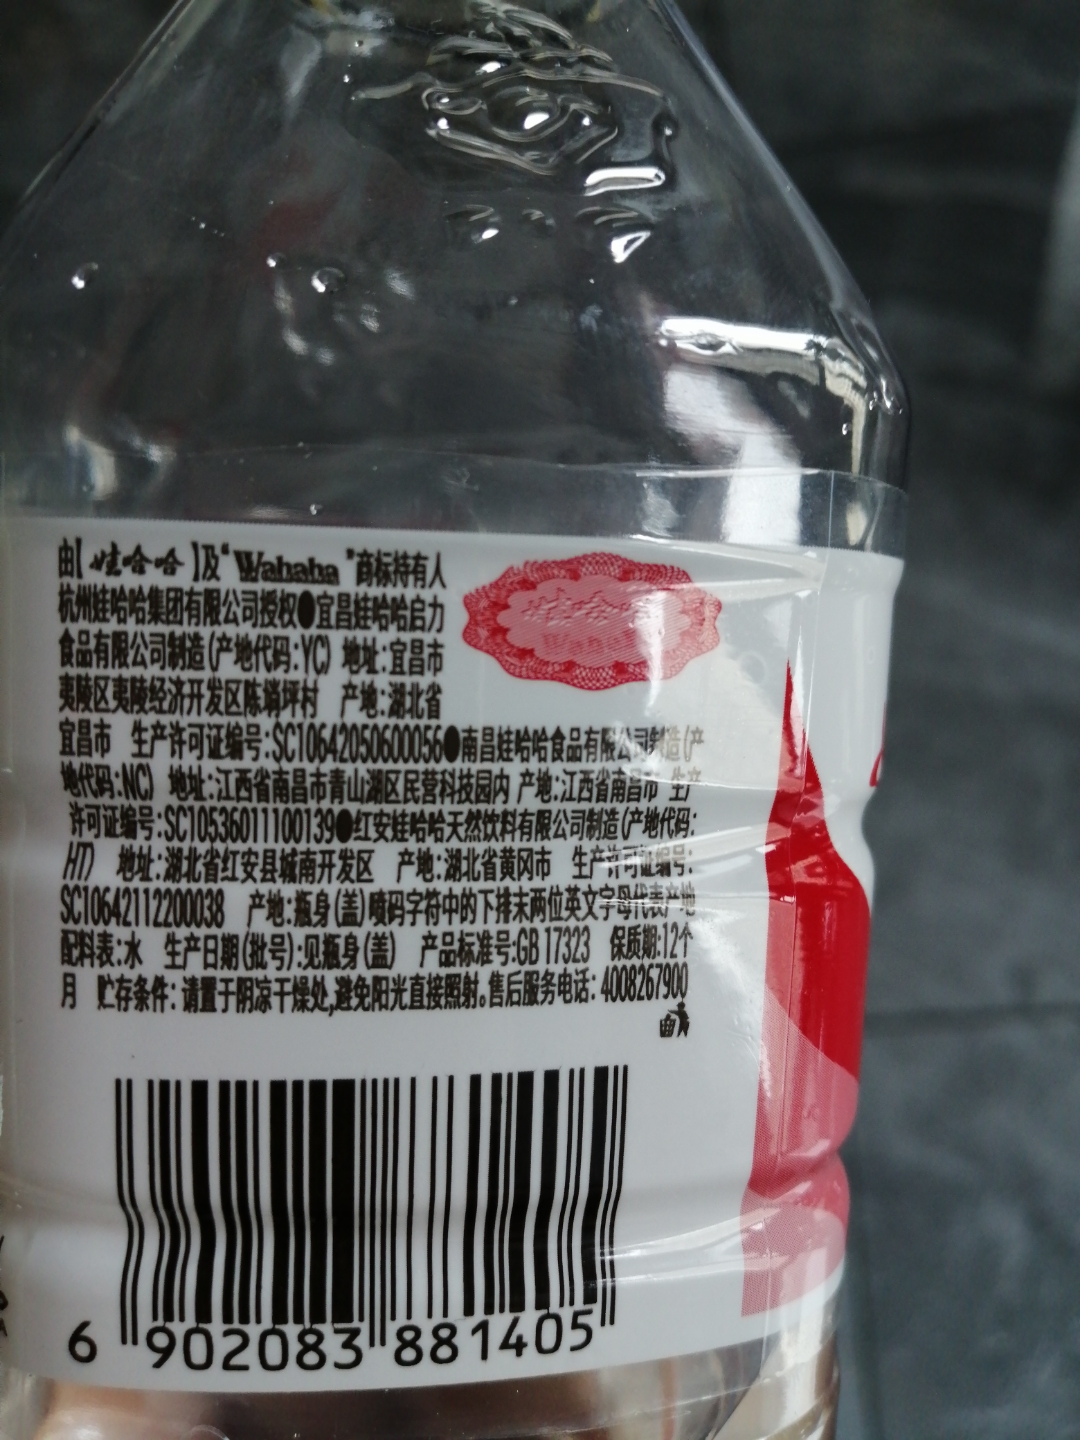 由【娃哈哈】及“Wahaha”商标持有人
杭州娃哈哈集团有限公司授权●宜昌娃哈哈启力
食品有限公司制造(产地代码:YC) 地址:宜昌市
夷陵区夷陵经济开发区陈埫坪村 产地:湖北省
宜昌市 生产许可证编号:SC10642050600056●南昌娃哈哈食品有限公司制造(产
地代码:NC) 地址:江西省南昌市青山湖区民营科技园内 产地:江西省南昌市 生产
许可证编号:SC10536011100139●红安娃哈哈天然饮料有限公司制造(产地代码:
HT) 地址:湖北省红安县城南开发区 产地:湖北省黄冈市 生产许可证编号:
SC10642112200038 产地:瓶身(盖)喷码字符中的下排末两位英文字母代表产地
配料表:水 生产日期(批号):见瓶身(盖) 产品标准号:GB 17323 保质期:12个
月 贮存条件:请置于阴凉干燥处,避免阳光直接照射。售后服务电话:4008267900
娃哈哈
Wahaha
6 902083 881405